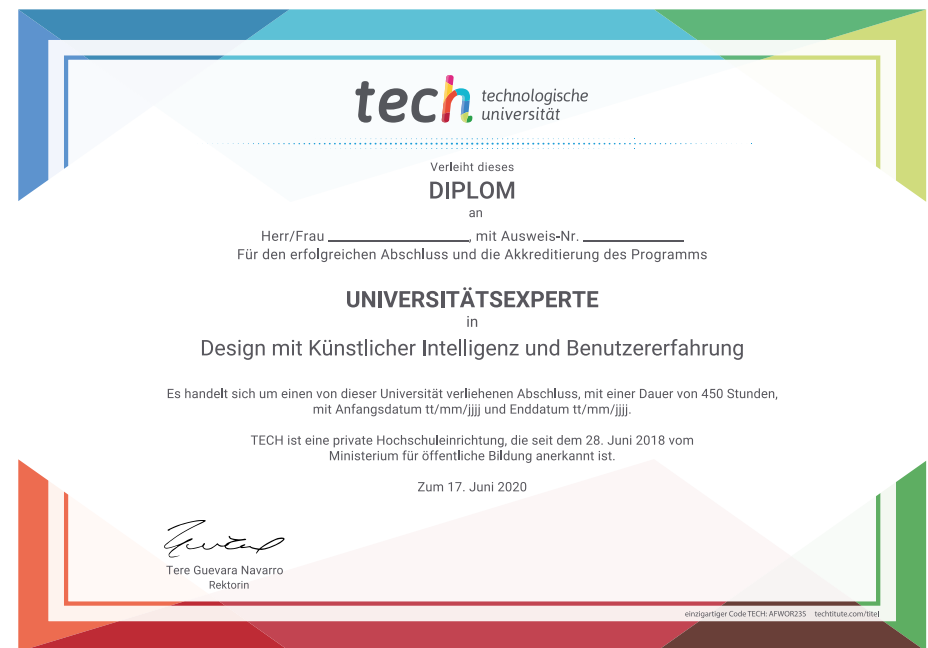 tech technologische
universität
Verleiht dieses
DIPLOM
an
Herr/Frau ____________________, mit Ausweis-Nr. ______________
Für den erfolgreichen Abschluss und die Akkreditierung des Programms
UNIVERSITÄTSEXPERTE
in
Design mit Künstlicher Intelligenz und Benutzererfahrung
Es handelt sich um einen von dieser Universität verliehenen Abschluss, mit einer Dauer von 450 Stunden,
mit Anfangsdatum tt/mm/jjjj und Enddatum tt/mm/jjjj.
TECH ist eine private Hochschuleinrichtung, die seit dem 28. Juni 2018 vom
Ministerium für öffentliche Bildung anerkannt ist.
Zum 17. Juni 2020
Tere Guevara Navarro
Rektorin
einzigartiger Code TECH: AFWOR235 techtitute.com/titel